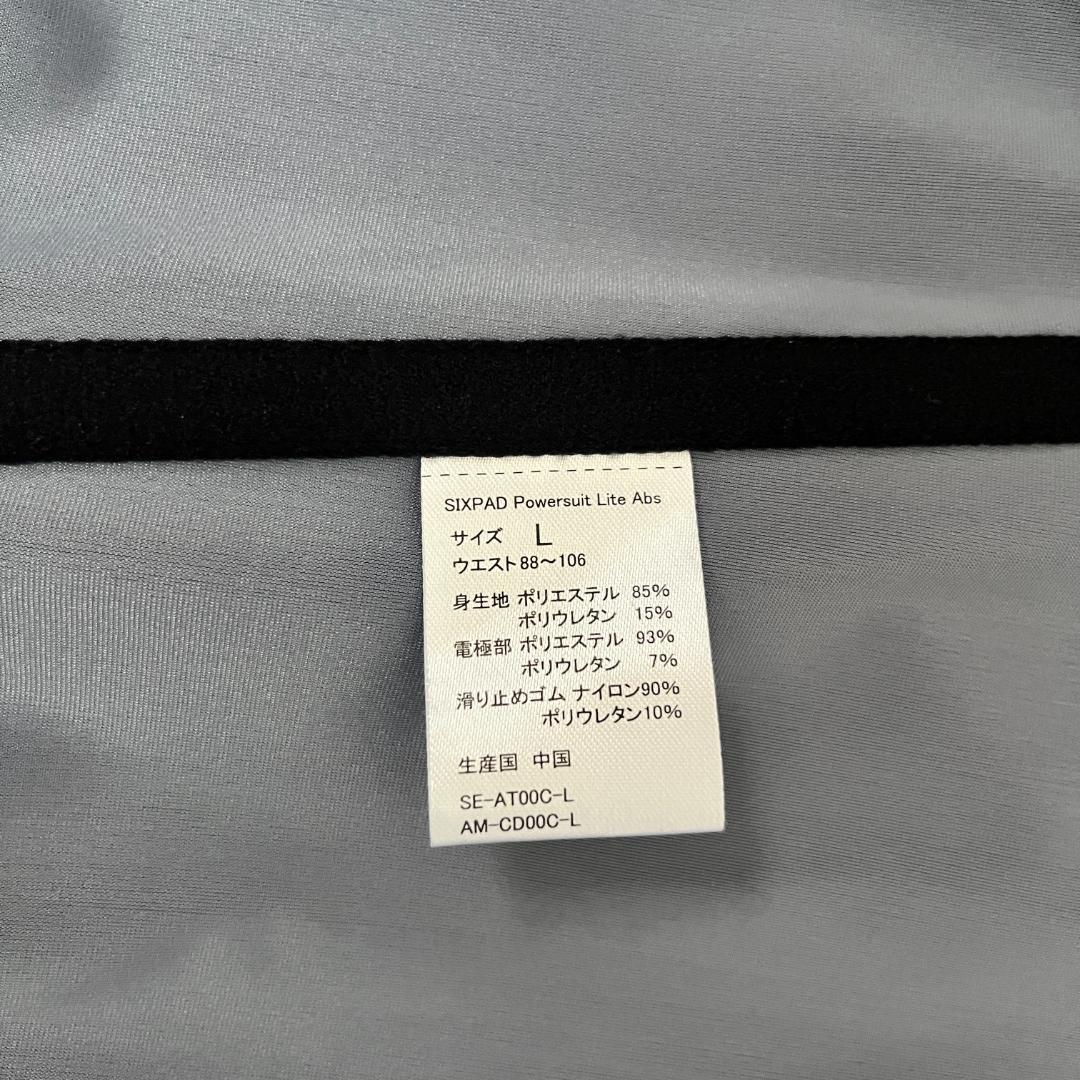 SIXPAD Powersuit Lite Abs
サイズ L
ウエスト88～106
身生地 ポリエステル 85%
ポリウレタン 15%
電極部 ポリエステル 93%
ポリウレタン 7%
滑り止めゴム ナイロン90%
ポリウレタン10%
生産国 中国
SE-AT00C-L
AM-CD00C-L